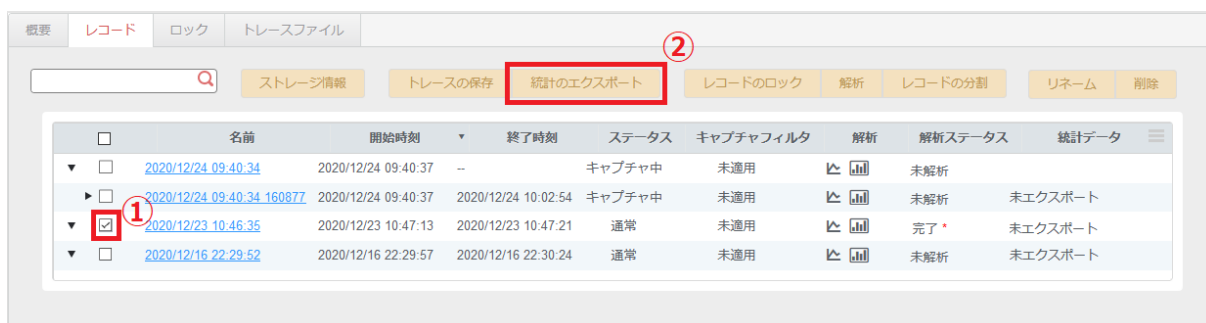 概要 レコード ロック トレースファイル
②
ストレージ情報 トレースの保存 統計のエクスポート レコードのロック 解析 レコードの分割 リネーム 削除
名前 開始時刻 ▼ 終了時刻 ステータス キャプチャフィルタ 解析 解析ステータス 統計データ
▼ 2020/12/24 09:40:34 2020/12/24 09:40:37 -- キャプチャ中 未適用 未解析
▶ 2020/12/24 09:40:34 160877 2020/12/24 09:40:37 2020/12/24 10:02:54 キャプチャ中 未適用 未解析 未エクスポート
①
▼ 2020/12/23 10:46:35 2020/12/23 10:47:13 2020/12/23 10:47:21 通常 未適用 完了 * 未エクスポート
▼ 2020/12/16 22:29:52 2020/12/16 22:29:57 2020/12/16 22:30:24 通常 未適用 未解析 未エクスポート